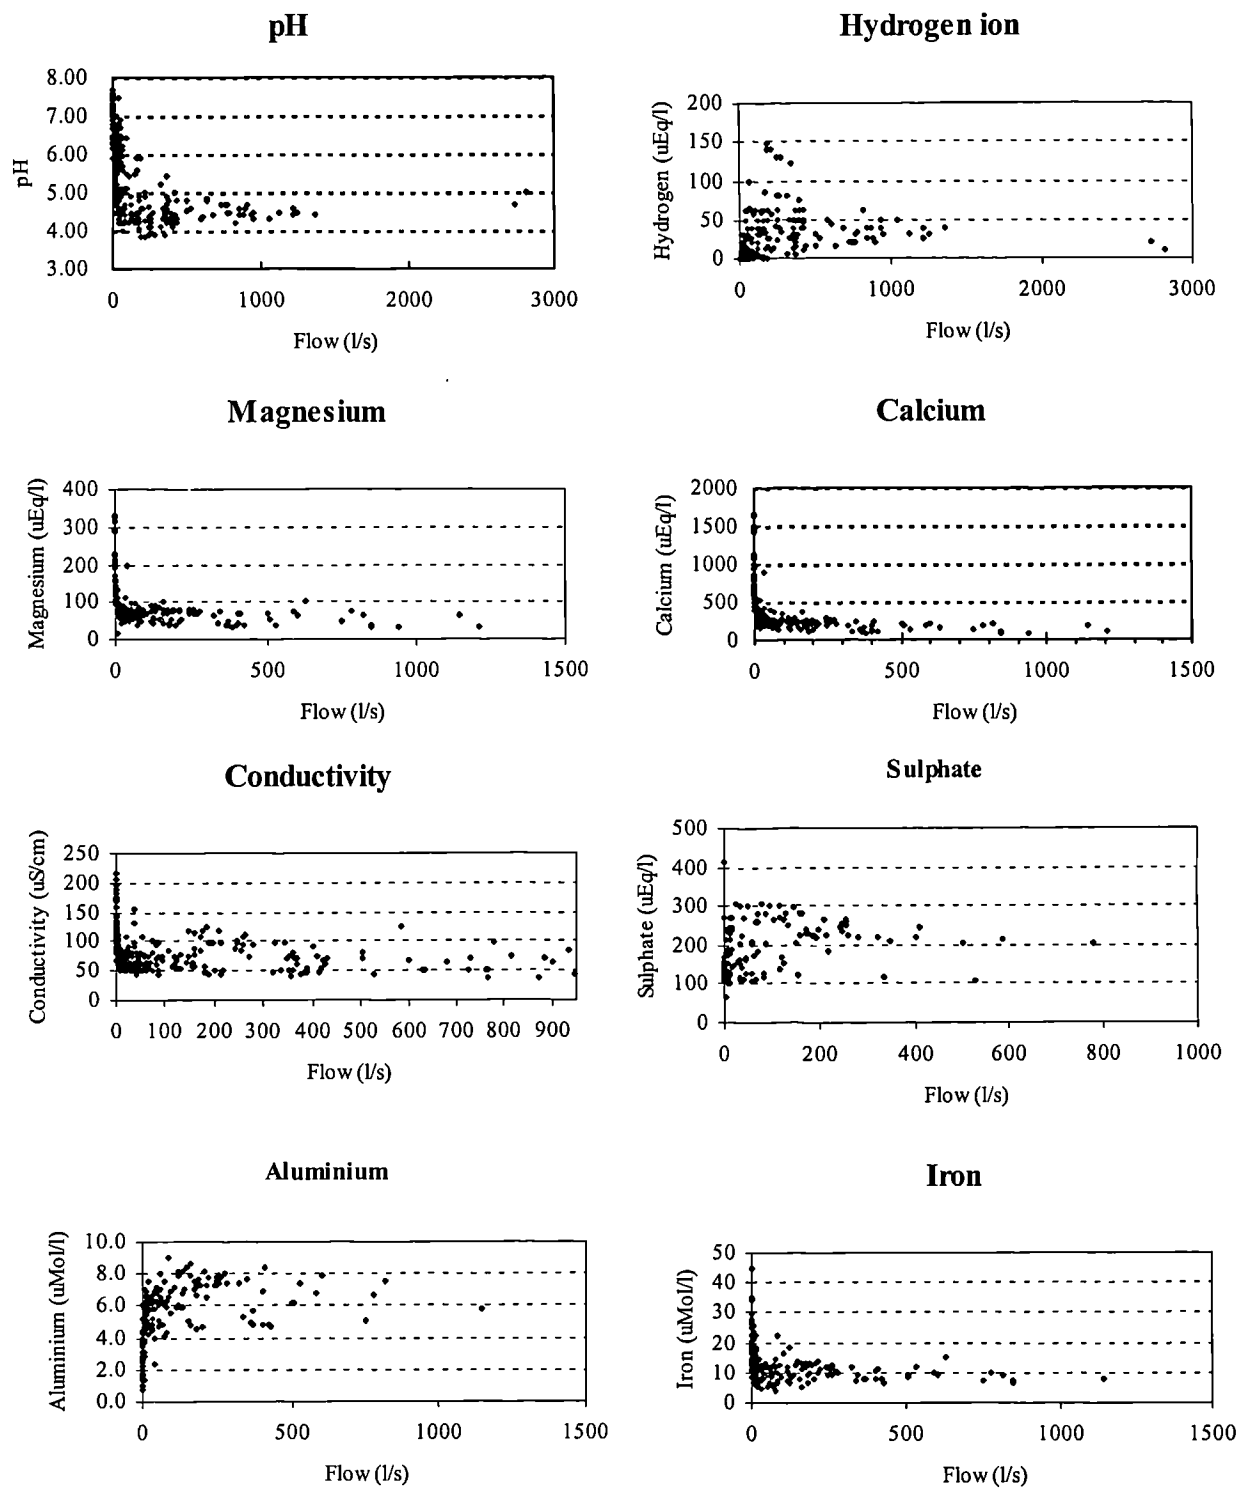 pH
8.00
7.00
6.00
5.00
4.00
3.00
pH
0 1000 2000 3000
Flow (l/s)
Hydrogen ion
200
150
100
50
0
Hydrogen (uEq/l)
0 1000 2000 3000
Flow (l/s)
Magnesium
400
300
200
100
0
Magnesium (uEq/l)
0 500 1000 1500
Flow (l/s)
Calcium
2000
1500
1000
500
0
Calcium (uEq/l)
0 500 1000 1500
Flow (l/s)
Conductivity
250
200
150
100
50
0
Conductivity (uS/cm)
0 100 200 300 400 500 600 700 800 900
Flow (l/s)
Sulphate
500
400
300
200
100
0
Sulphate (uEq/l)
0 200 400 600 800 1000
Flow (l/s)
Aluminium
10.0
8.0
6.0
4.0
2.0
0.0
Aluminium (uMol/l)
0 500 1000 1500
Flow (l/s)
Iron
50
40
30
20
10
0
Iron (uMol/l)
0 500 1000 1500
Flow (l/s)